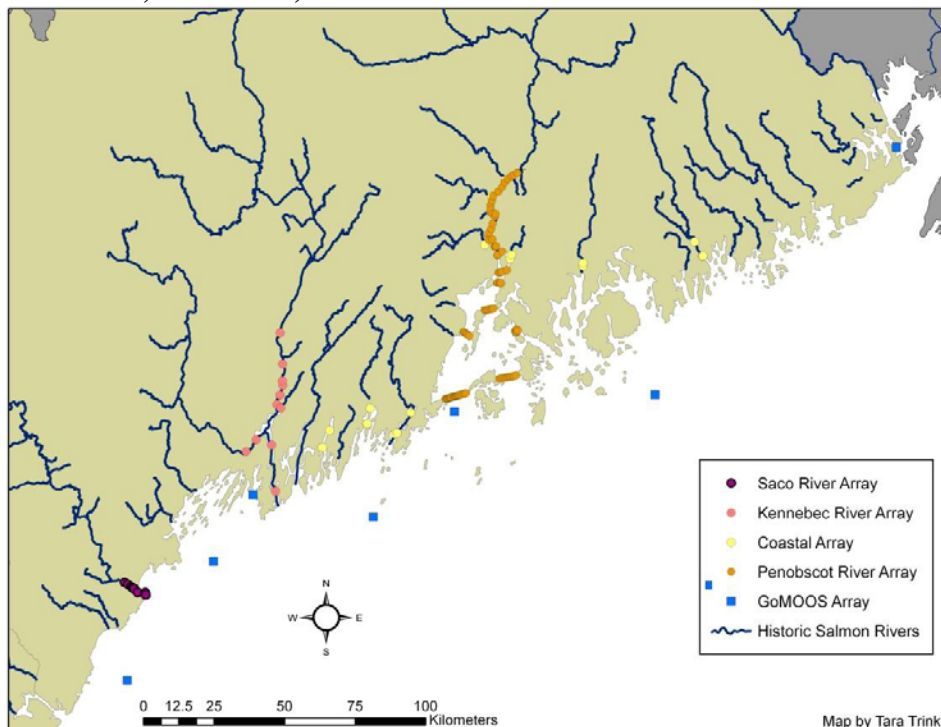 N
W E
S
Saco River Array
Kennebec River Array
Coastal Array
Penobscot River Array
GoMOOS Array
Historic Salmon Rivers
0 12.5 25 50 75 100
Kilometers
Map by Tara Trink